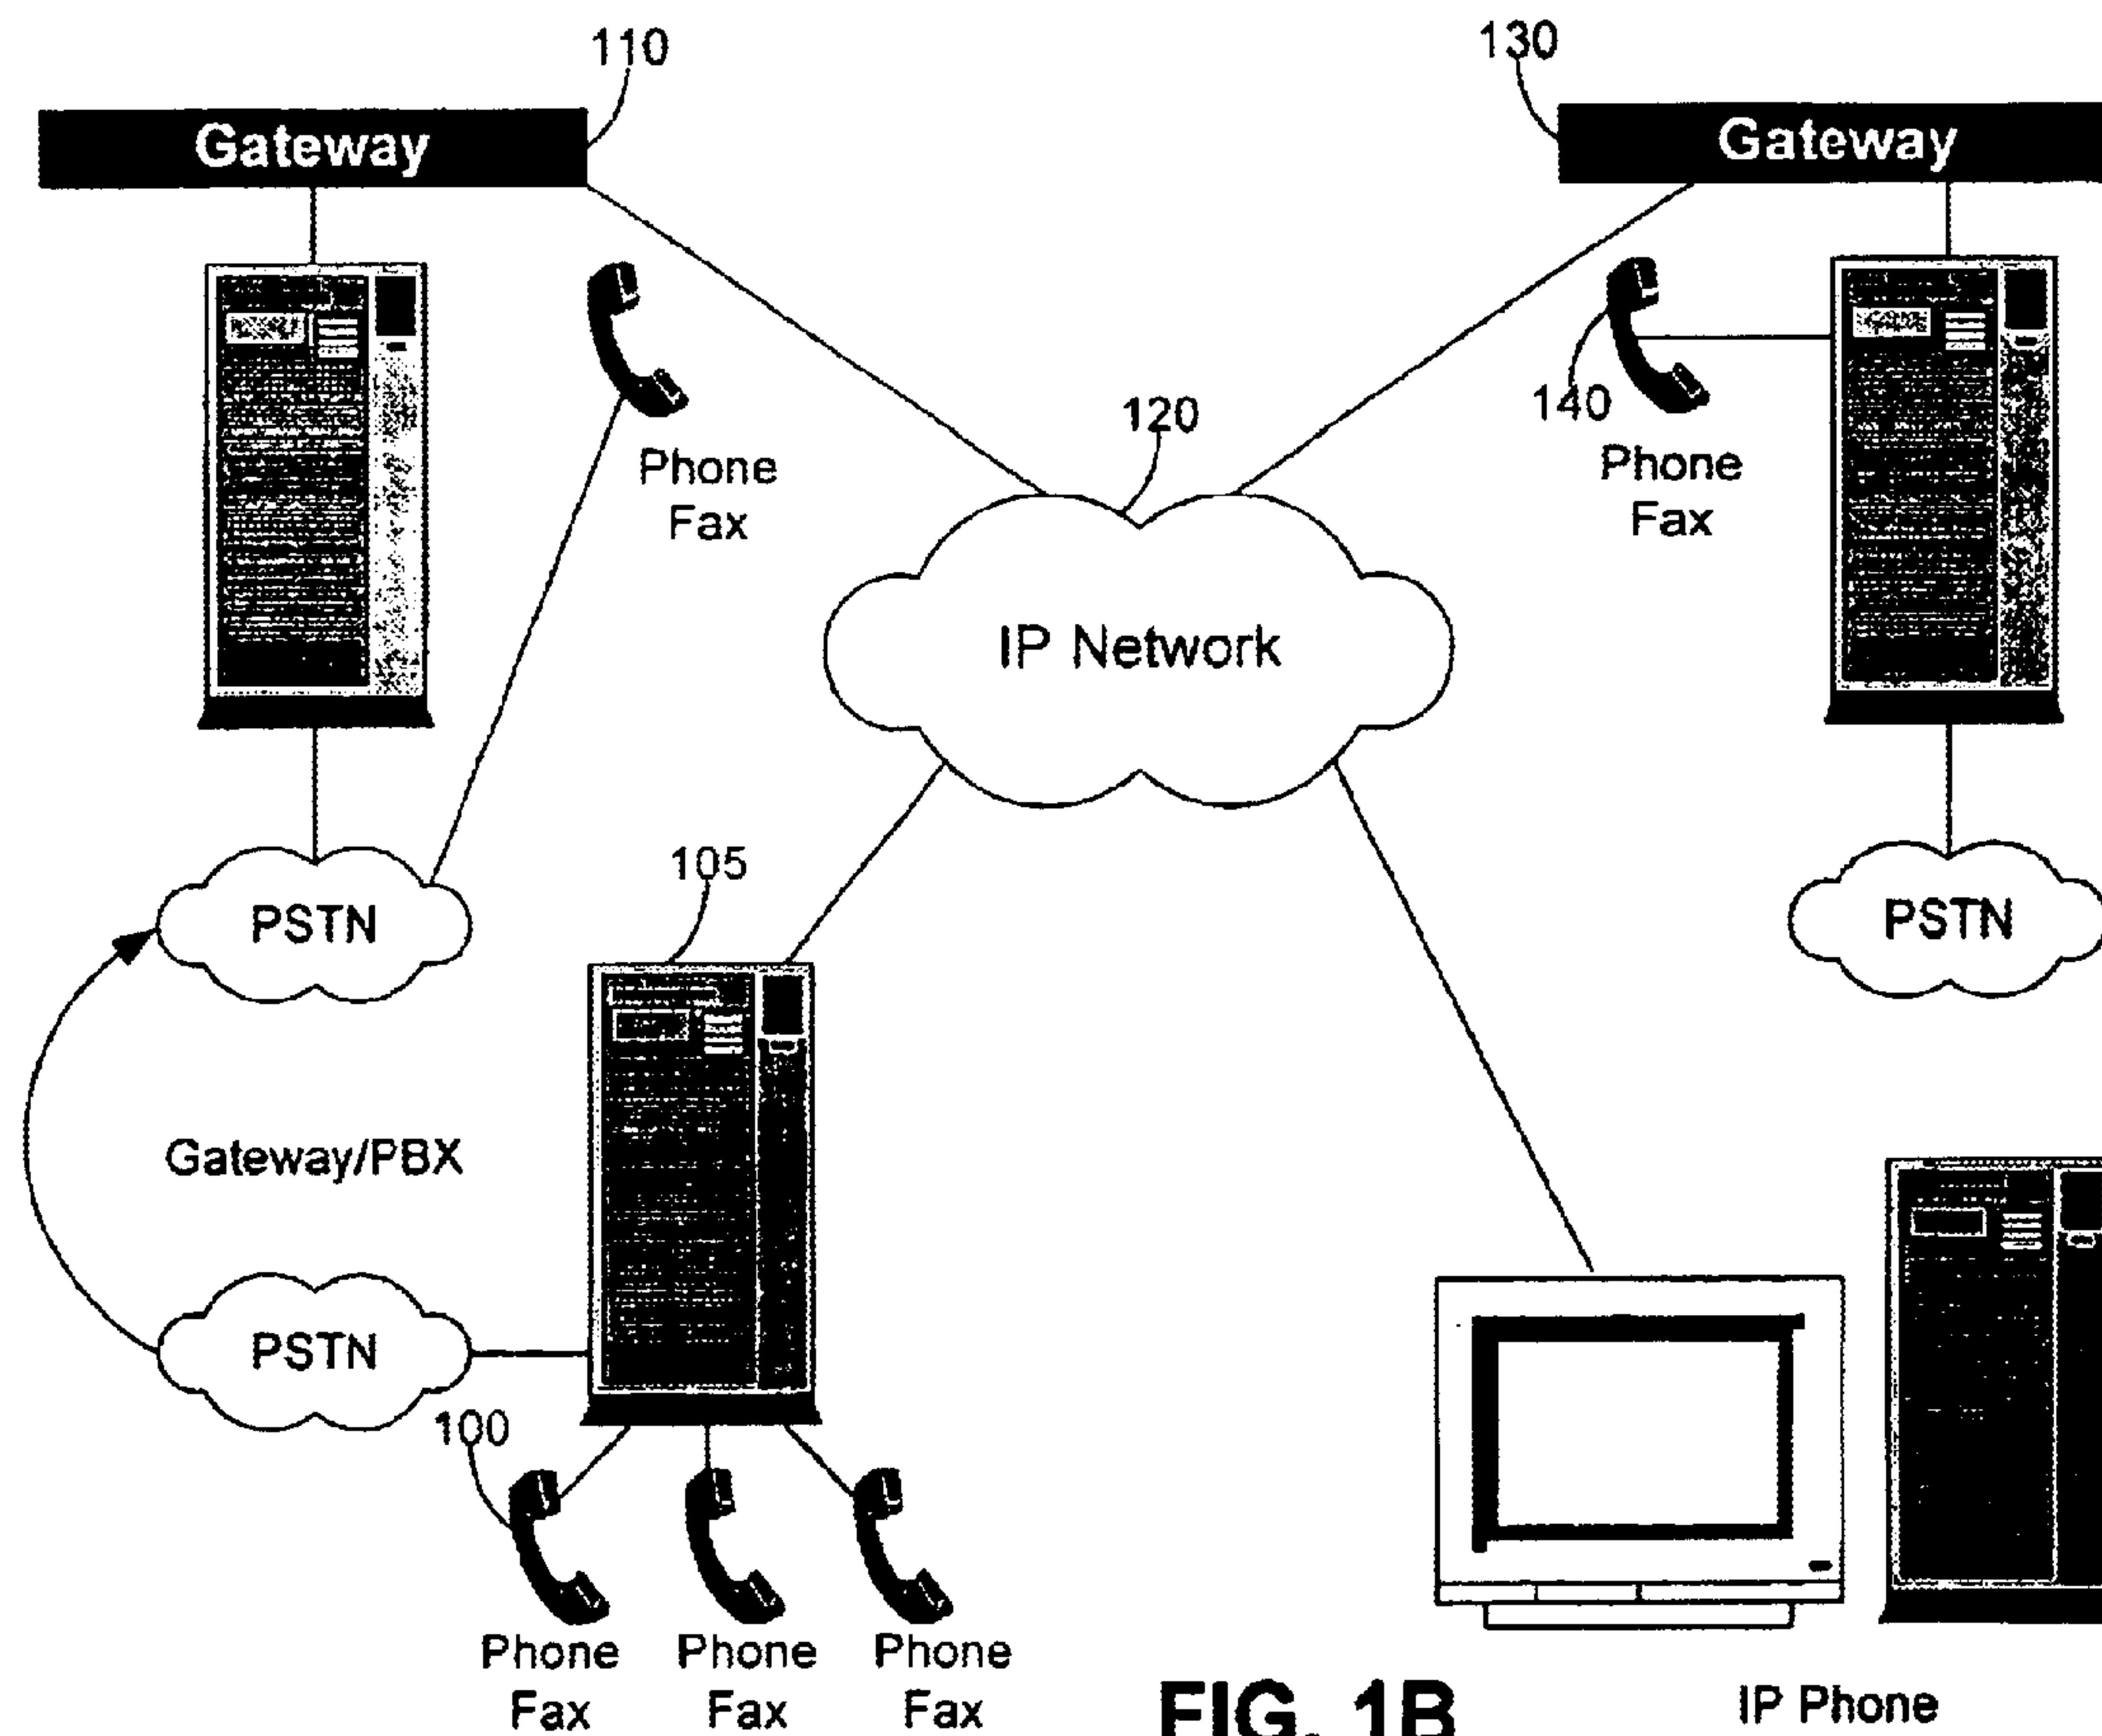 110
130
Gateway
Gateway
120
140
Phone
Fax
Phone
Fax
IP Network
105
PSTN
PSTN
Gateway/PBX
PSTN
100
Phone
Fax
Phone
Fax
Phone
Fax
FIG. 1B
IP Phone